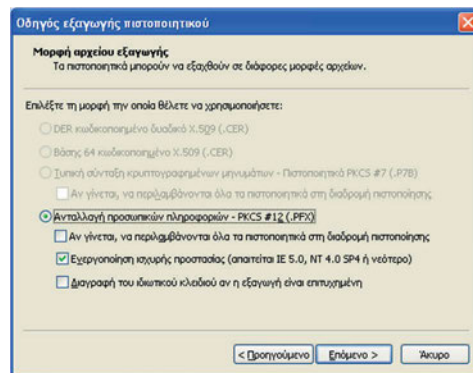 Οδηγός εξαγωγής πιστοποιητικού
Μορφή αρχείου εξαγωγής
Τα πιστοποιητικά μπορούν να εξαχθούν σε διάφορες μορφές αρχείων.
Επιλέξτε τη μορφή την οποία θέλετε να χρησιμοποιήσετε:
DER κωδικοποιημένο δυαδικό X.509 (.CER)
Βάσης 64 κωδικοποιημένο X.509 (.CER)
Τυπική σύνταξη κρυπτογραφημένων μηνυμάτων - Πιστοποιητικά PKCS #7 (.P7B)
Αν γίνεται, να περιλαμβάνονται όλα τα πιστοποιητικά στη διαδρομή πιστοποίησης
Ανταλλαγή προσωπικών πληροφοριών - PKCS #12 (.PFX)
Αν γίνεται, να περιλαμβάνονται όλα τα πιστοποιητικά στη διαδρομή πιστοποίησης
Ενεργοποίηση ισχυρής προστασίας (απαιτείται IE 5.0, NT 4.0 SP4 ή νεότερο)
Διαγραφή του ιδιωτικού κλειδιού αν η εξαγωγή είναι επιτυχημένη
< Προηγούμενο Επόμενο > Άκυρο